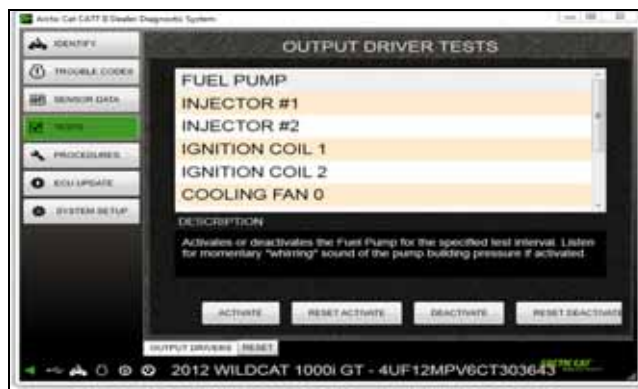 Arctic Cat CATT II Dealer Diagnostic System
IDENTIFY
TROUBLE CODES
SENSOR DATA
TESTS
PROCEDURES
ECU UPDATE
SYSTEM SETUP
OUTPUT DRIVER TESTS
FUEL PUMP
INJECTOR #1
INJECTOR #2
IGNITION COIL 1
IGNITION COIL 2
COOLING FAN 0
DESCRIPTION
Activates or deactivates the Fuel Pump for the specified test interval. Listen
for momentary "whirring" sound of the pump building pressure if activated.
ACTIVATE RESET ACTIVATE DEACTIVATE RESET DEACTIVATE
OUTPUT DRIVERS RESET
2012 WILDCAT 1000i GT - 4UF12MPV6CT303643
ARCTIC CAT